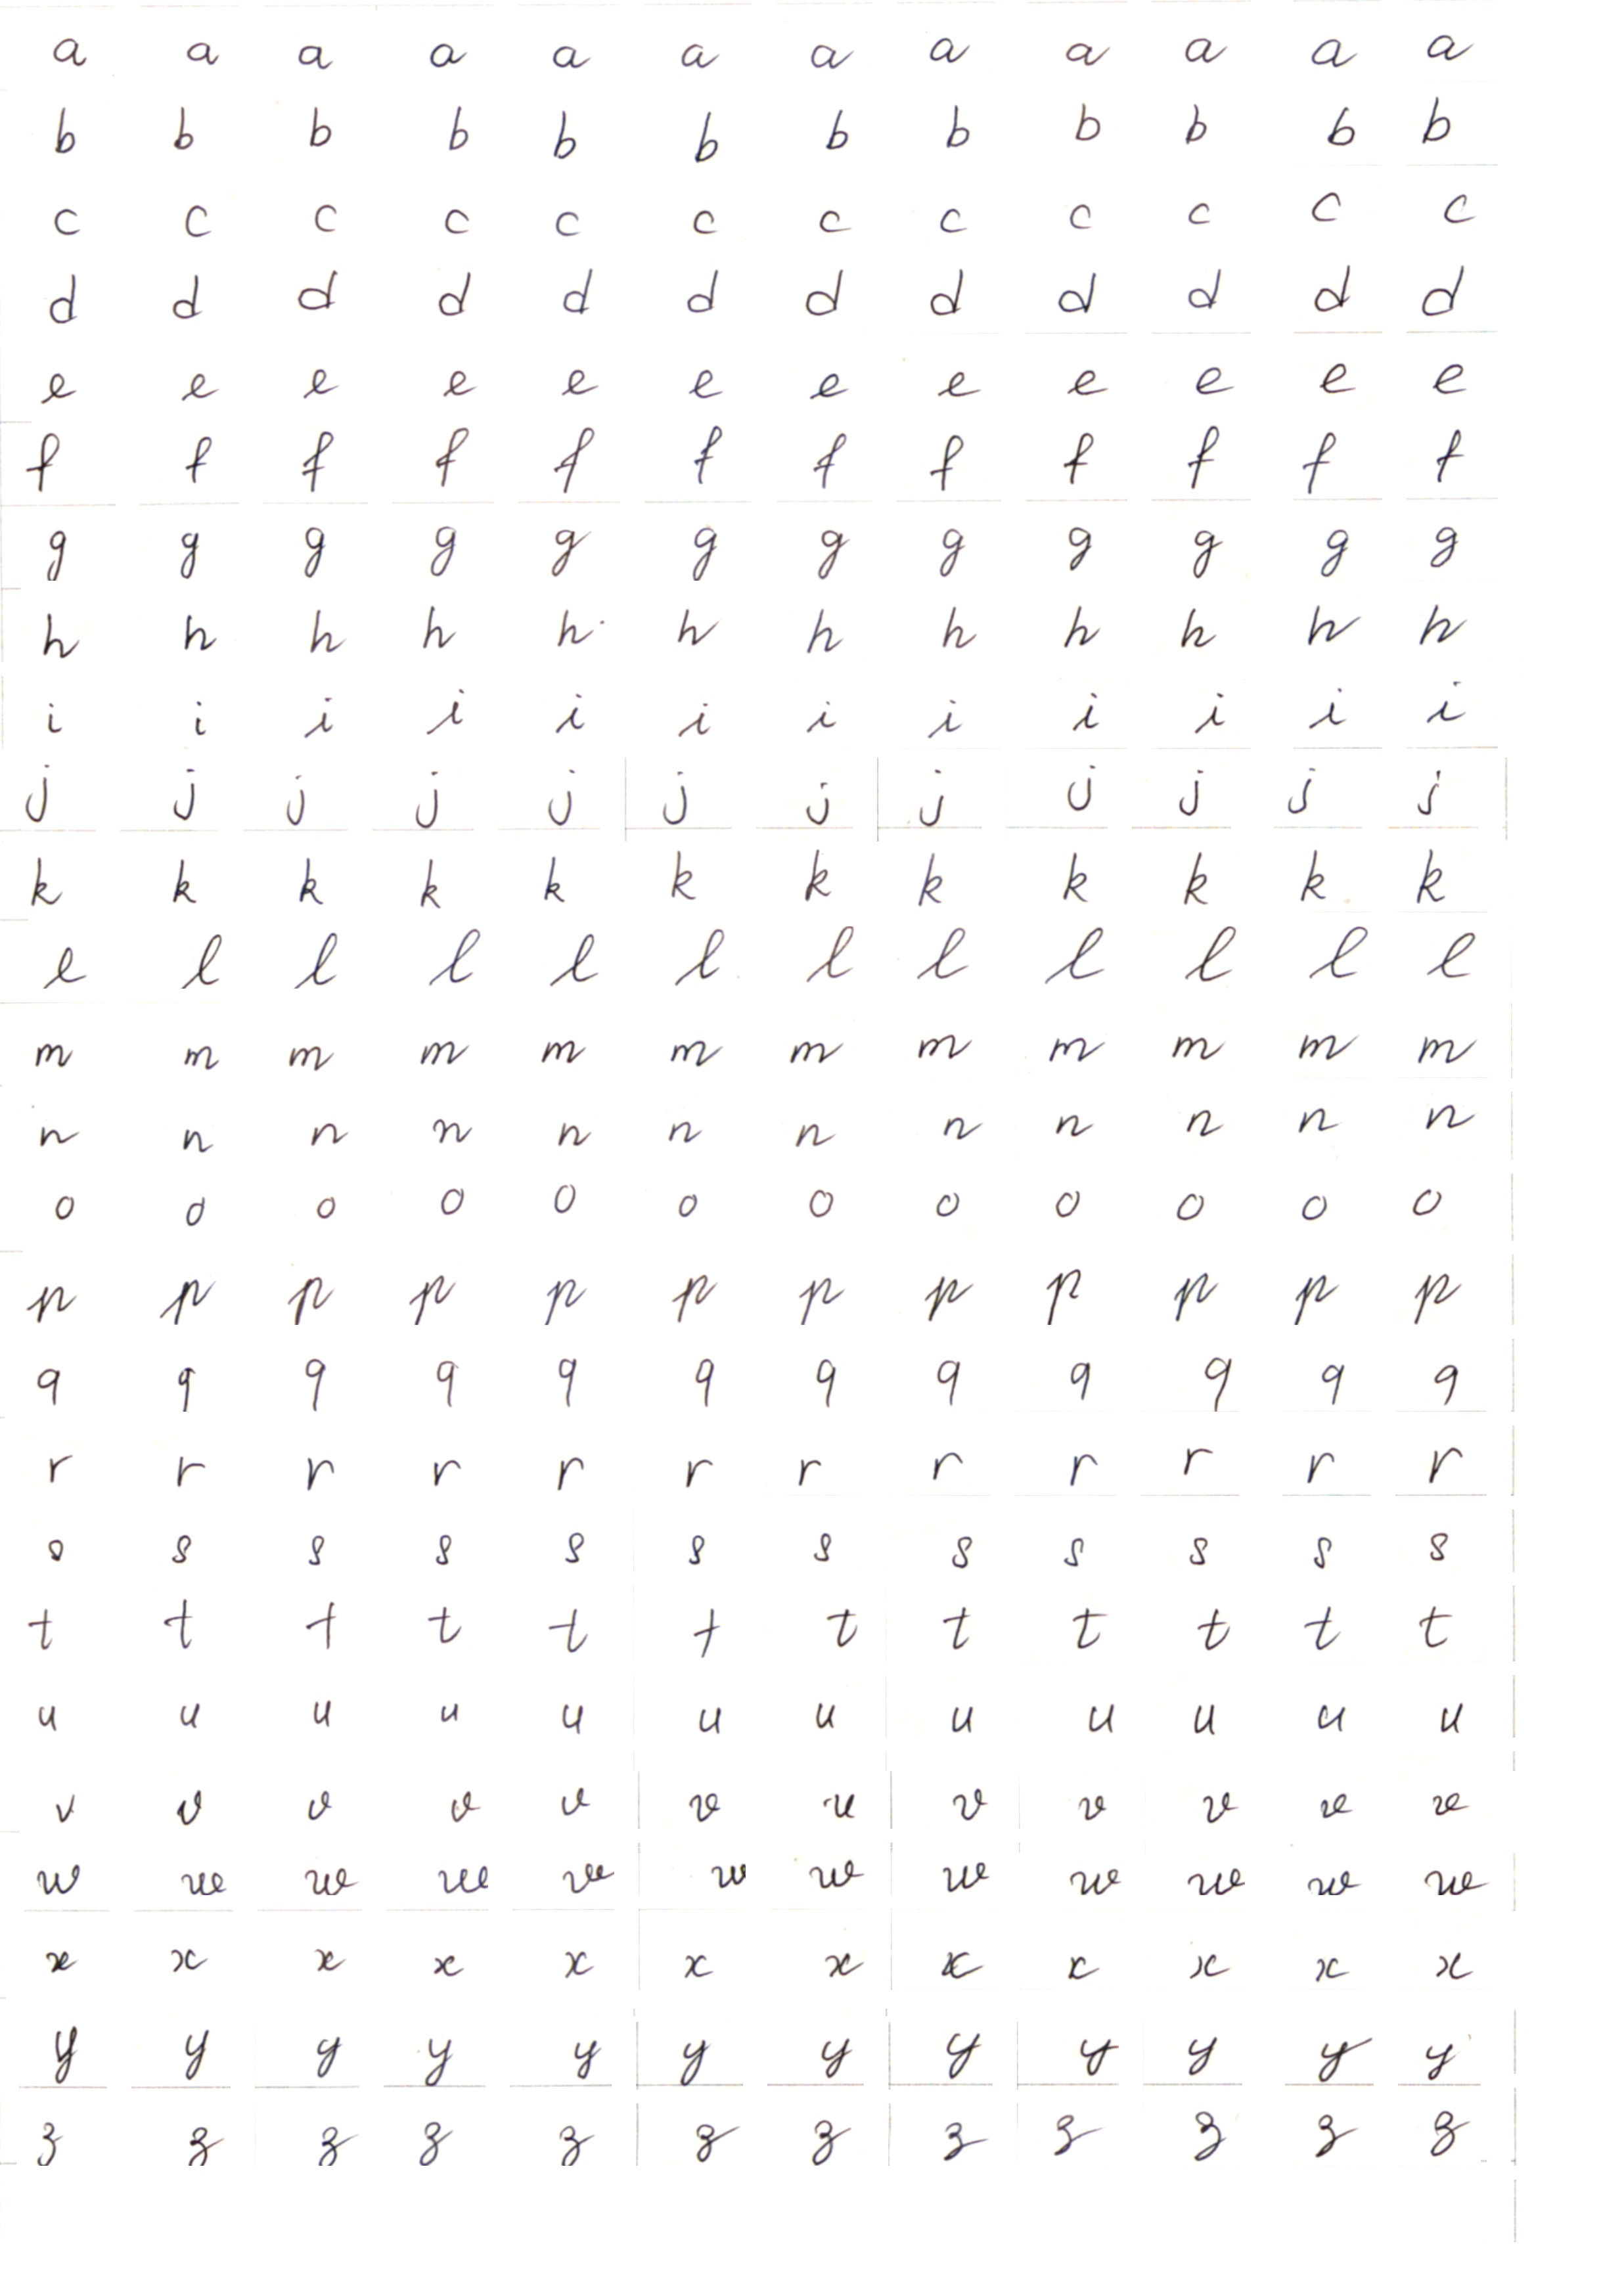 a a a a a a a a a a a a
b b b b b b b b b b b b
c c c c c c c c c c c c
d d d d d d d d d d d d
e e e e e e e e e e e e
f f f f f f f f f f f f
g g g g g g g g g g g g
h h h h h h h h h h h h
i i i i i i i i i i i i
j j j j j j j j j j j j
k k k k k k k k k k k k
l l l l l l l l l l l l
m m m m m m m m m m m m
n n n n n n n n n n n n
o o o o o o o o o o o o
p p p p p p p p p p p p
q q q q q q q q q q q q
r r r r r r r r r r r r
s s s s s s s s s s s s
t t t t t t t t t t t t
u u u u u u u u u u u u
v v v v v v v v v v v v
w w w w w w w w w w w w
x x x x x x x x x x x x
y y y y y y y y y y y y
z z z z z z z z z z z z